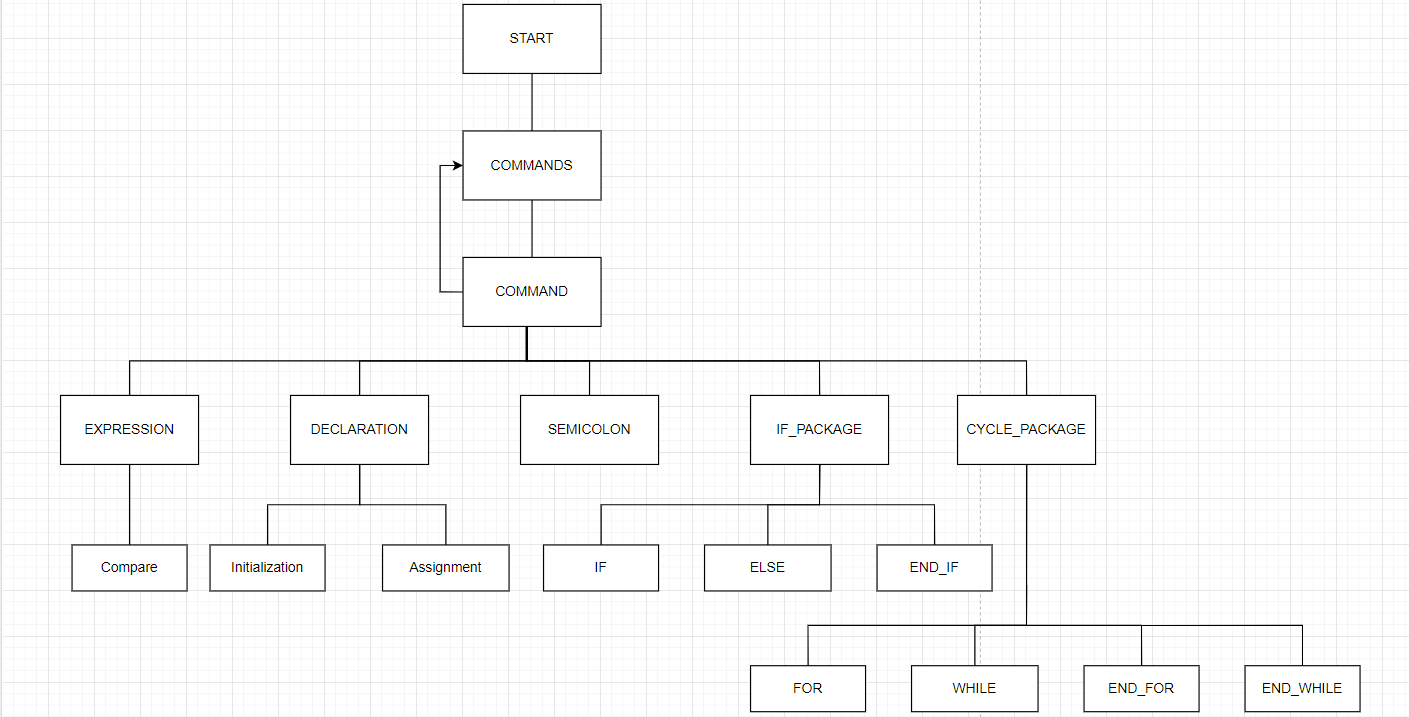 START
COMMANDS
COMMAND
EXPRESSION
DECLARATION
SEMICOLON
IF_PACKAGE
CYCLE_PACKAGE
Compare
Initialization
Assignment
IF
ELSE
END_IF
FOR
WHILE
END_FOR
END_WHILE